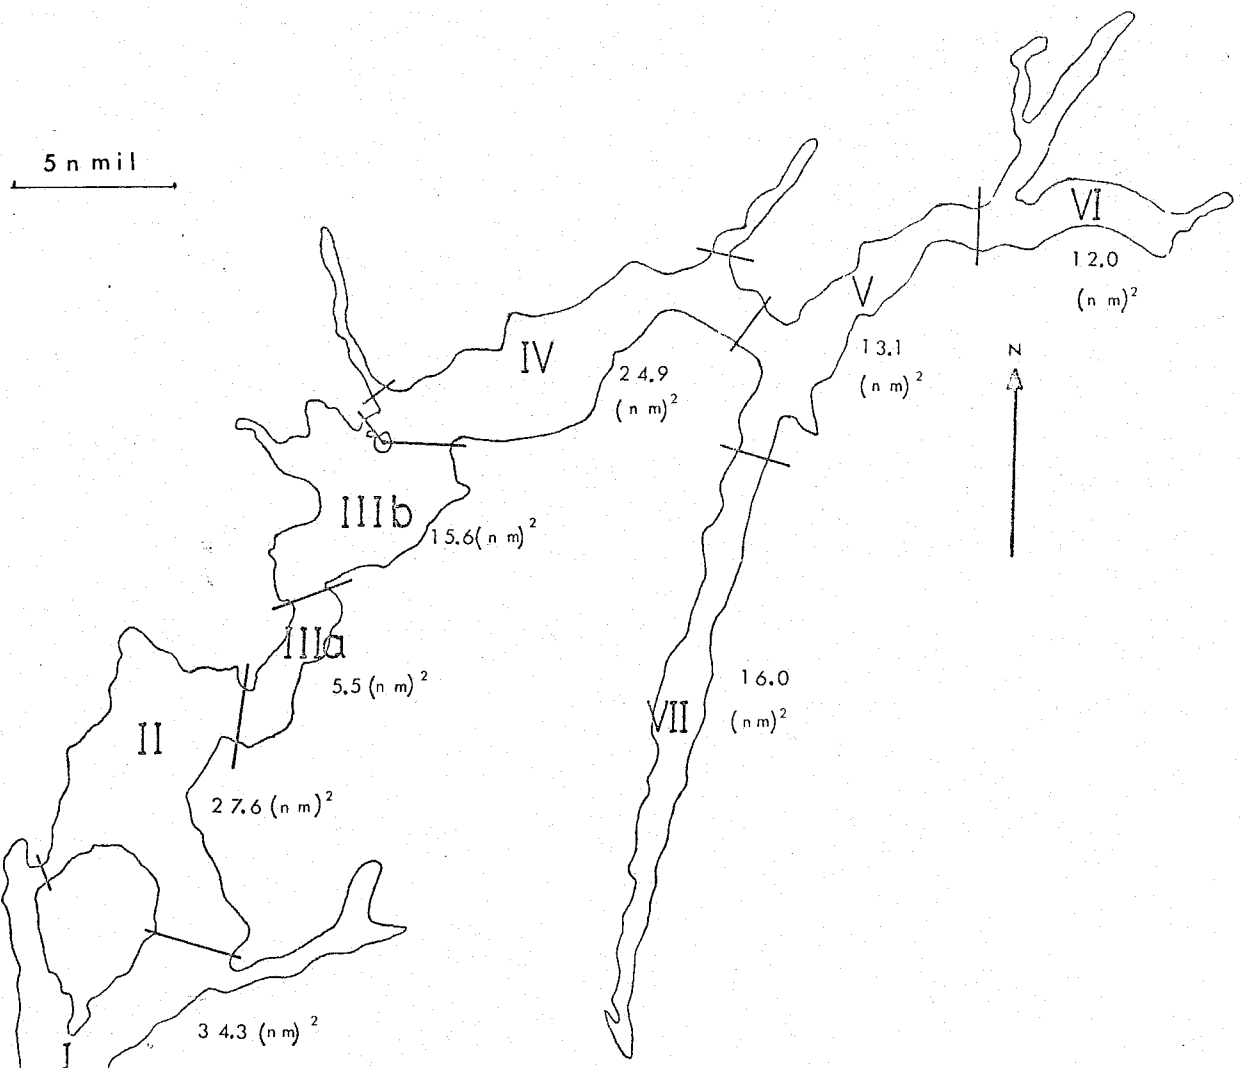 5 n mil
VI
12.0
(n m)²
V
13.1
(n m)²
N
IV
24.9
(n m)²
IIIb
15.6 (n m)²
IIIa
5.5 (n m)²
VII
16.0
(n m)²
II
27.6 (n m)²
34.3 (n m)²
I